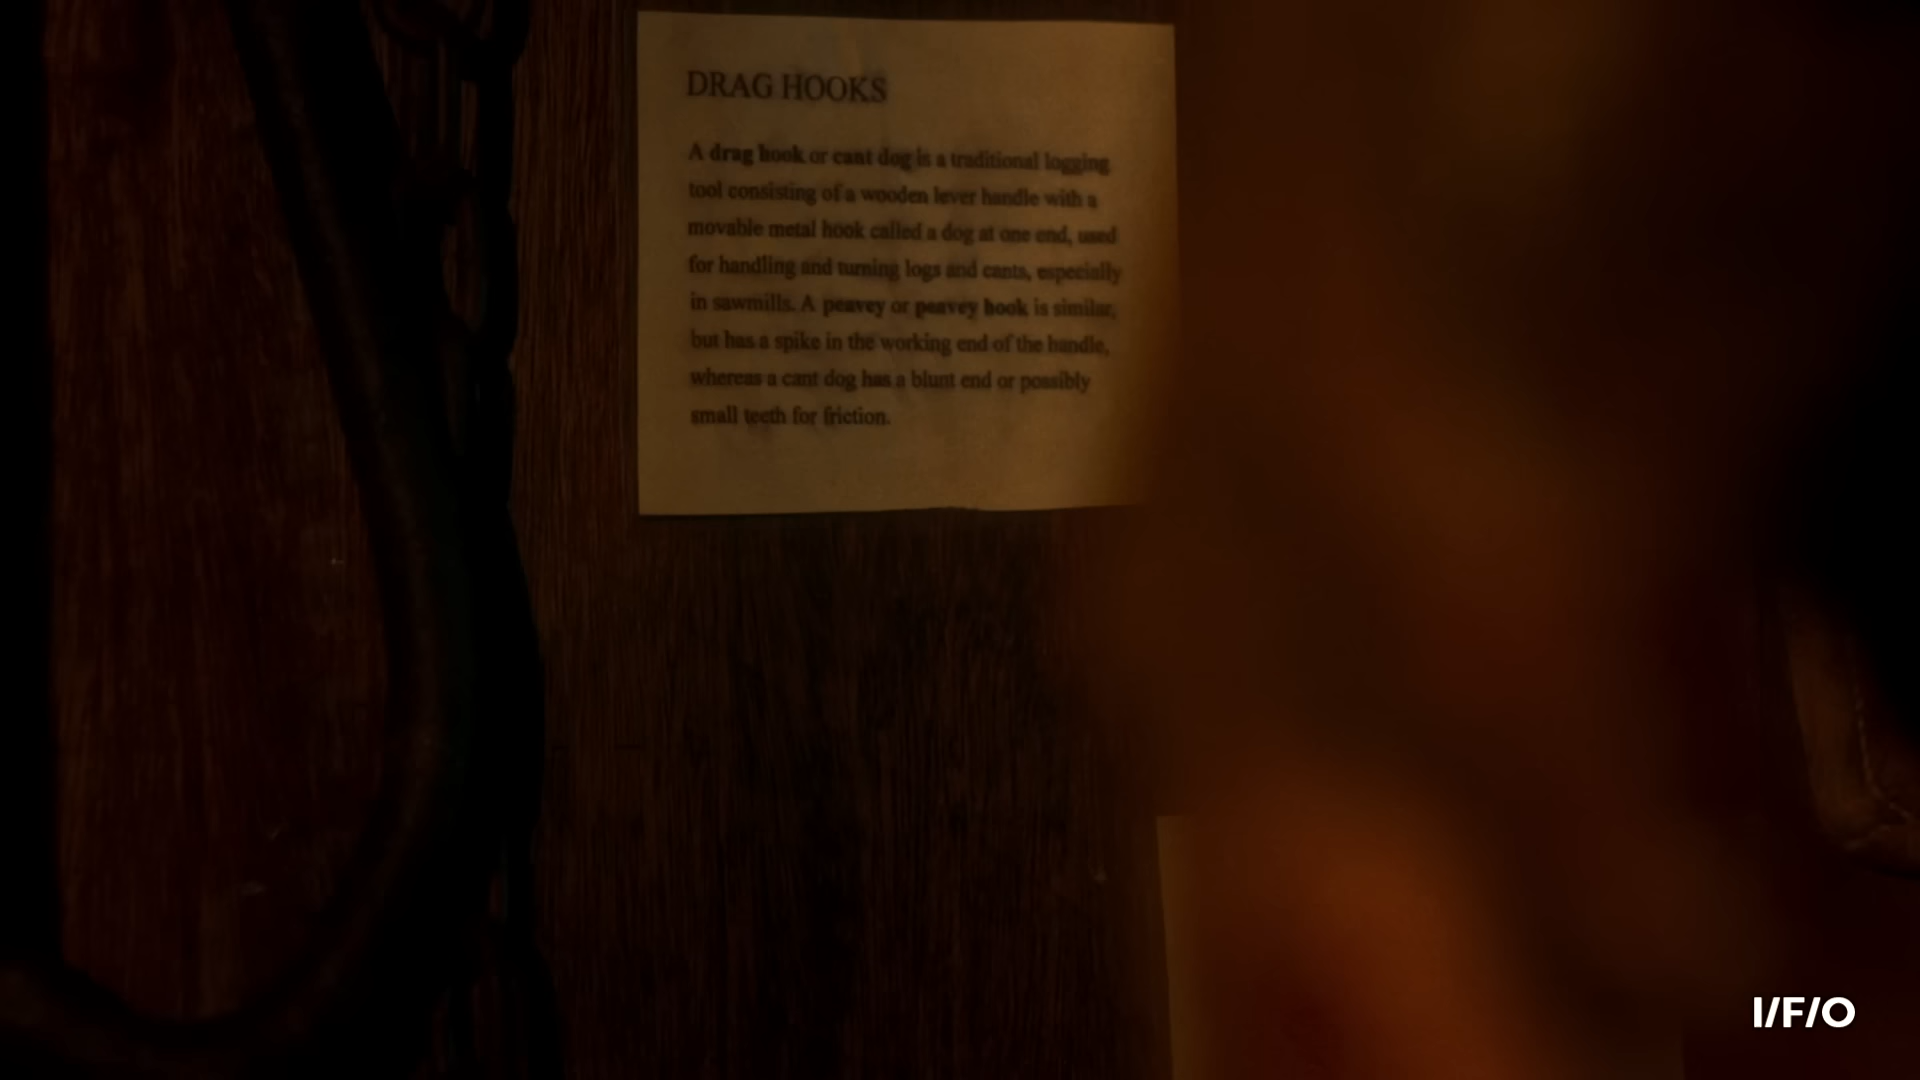 DRAG HOOKS
A drag hook or cant dog is a traditional logging
tool consisting of a wooden lever handle with a
movable metal hook called a dog at one end, used
for handling and turning logs and cants, especially
in sawmills. A peavey or peavey hook is similar,
but has a spike in the working end of the handle,
whereas a cant dog has a blunt end or possibly
small teeth for friction.
I/F/O